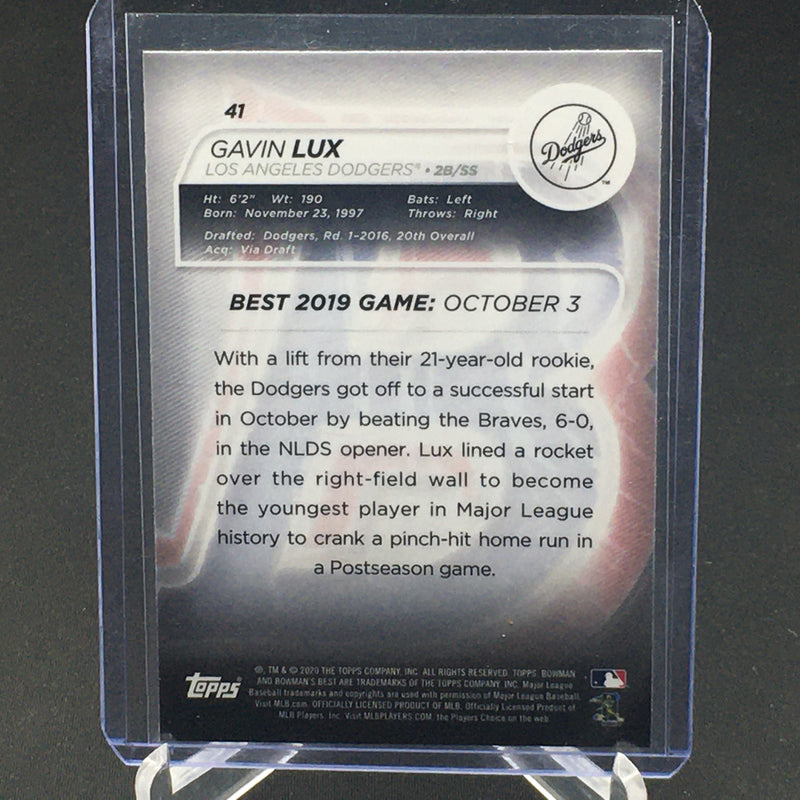 41
GAVIN LUX
LOS ANGELES DODGERS® • 2B/SS
Dodgers
™
Ht: 6'2" Wt: 190 Bats: Left
Born: November 23, 1997 Throws: Right
Drafted: Dodgers, Rd. 1-2016, 20th Overall
Acq: Via Draft
BEST 2019 GAME: OCTOBER 3
With a lift from their 21-year-old rookie,
the Dodgers got off to a successful start
in October by beating the Braves, 6-0,
in the NLDS opener. Lux lined a rocket
over the right-field wall to become
the youngest player in Major League
history to crank a pinch-hit home run in
a Postseason game.
Topps®
®, TM & © 2020 THE TOPPS COMPANY, INC. ALL RIGHTS RESERVED. TOPPS, BOWMAN
AND BOWMAN'S BEST ARE TRADEMARKS OF THE TOPPS COMPANY, INC. Major League
Baseball trademarks and copyrights are used with permission of Major League Baseball.
Visit MLB.com. OFFICIALLY LICENSED PRODUCT OF MLB. Officially Licensed Product of
MLB Players, Inc. Visit MLBPLAYERS.COM, the Players Choice on the web.